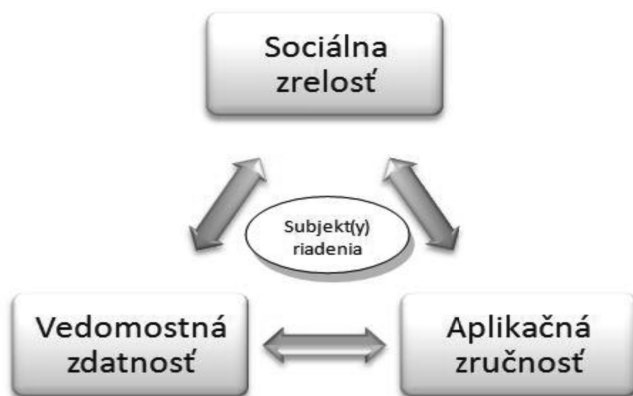 Sociálna
zrelosť
Subjekt(y)
riadenia
Vedomostná
zdatnosť
Aplikačná
zručnosť